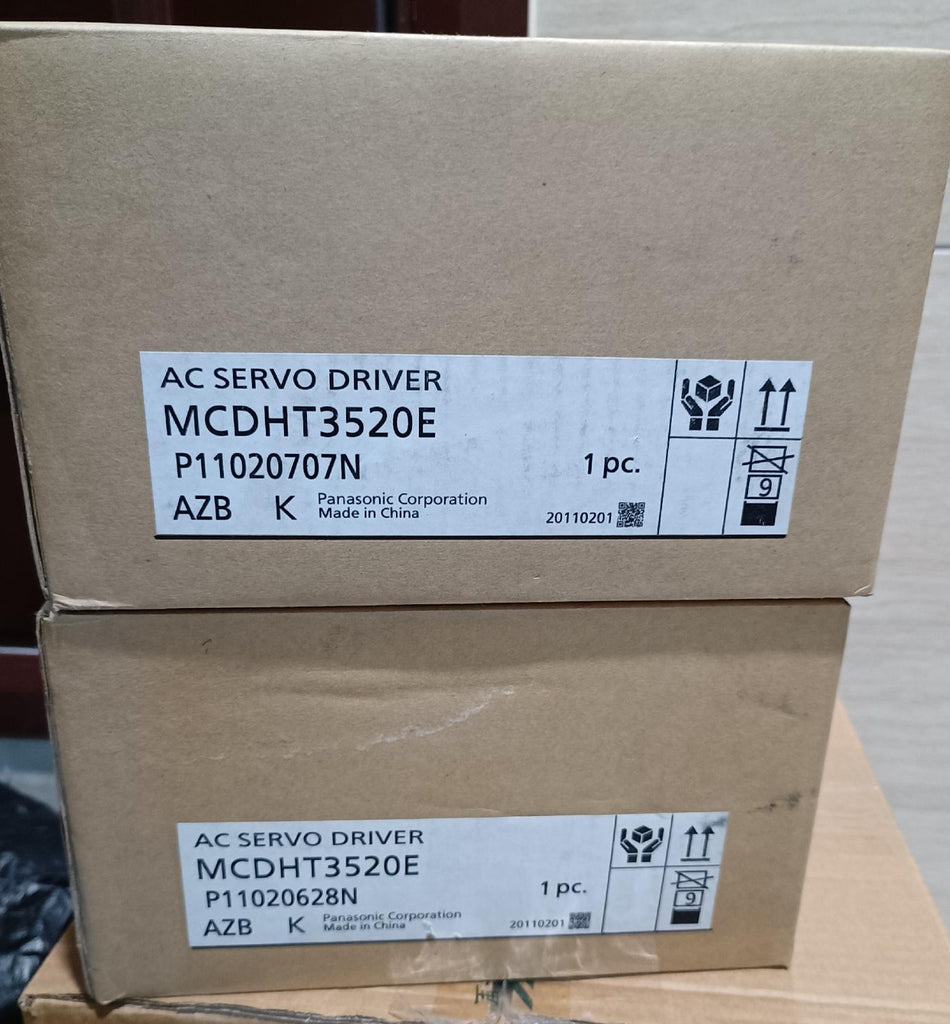 AC SERVO DRIVER
MCDHT3520E
P11020707N
1 pc.
AZB K Panasonic Corporation
Made in China
20110201
9
AC SERVO DRIVER
MCDHT3520E
P11020628N
1 pc.
AZB K Panasonic Corporation
Made in China
20110201
9